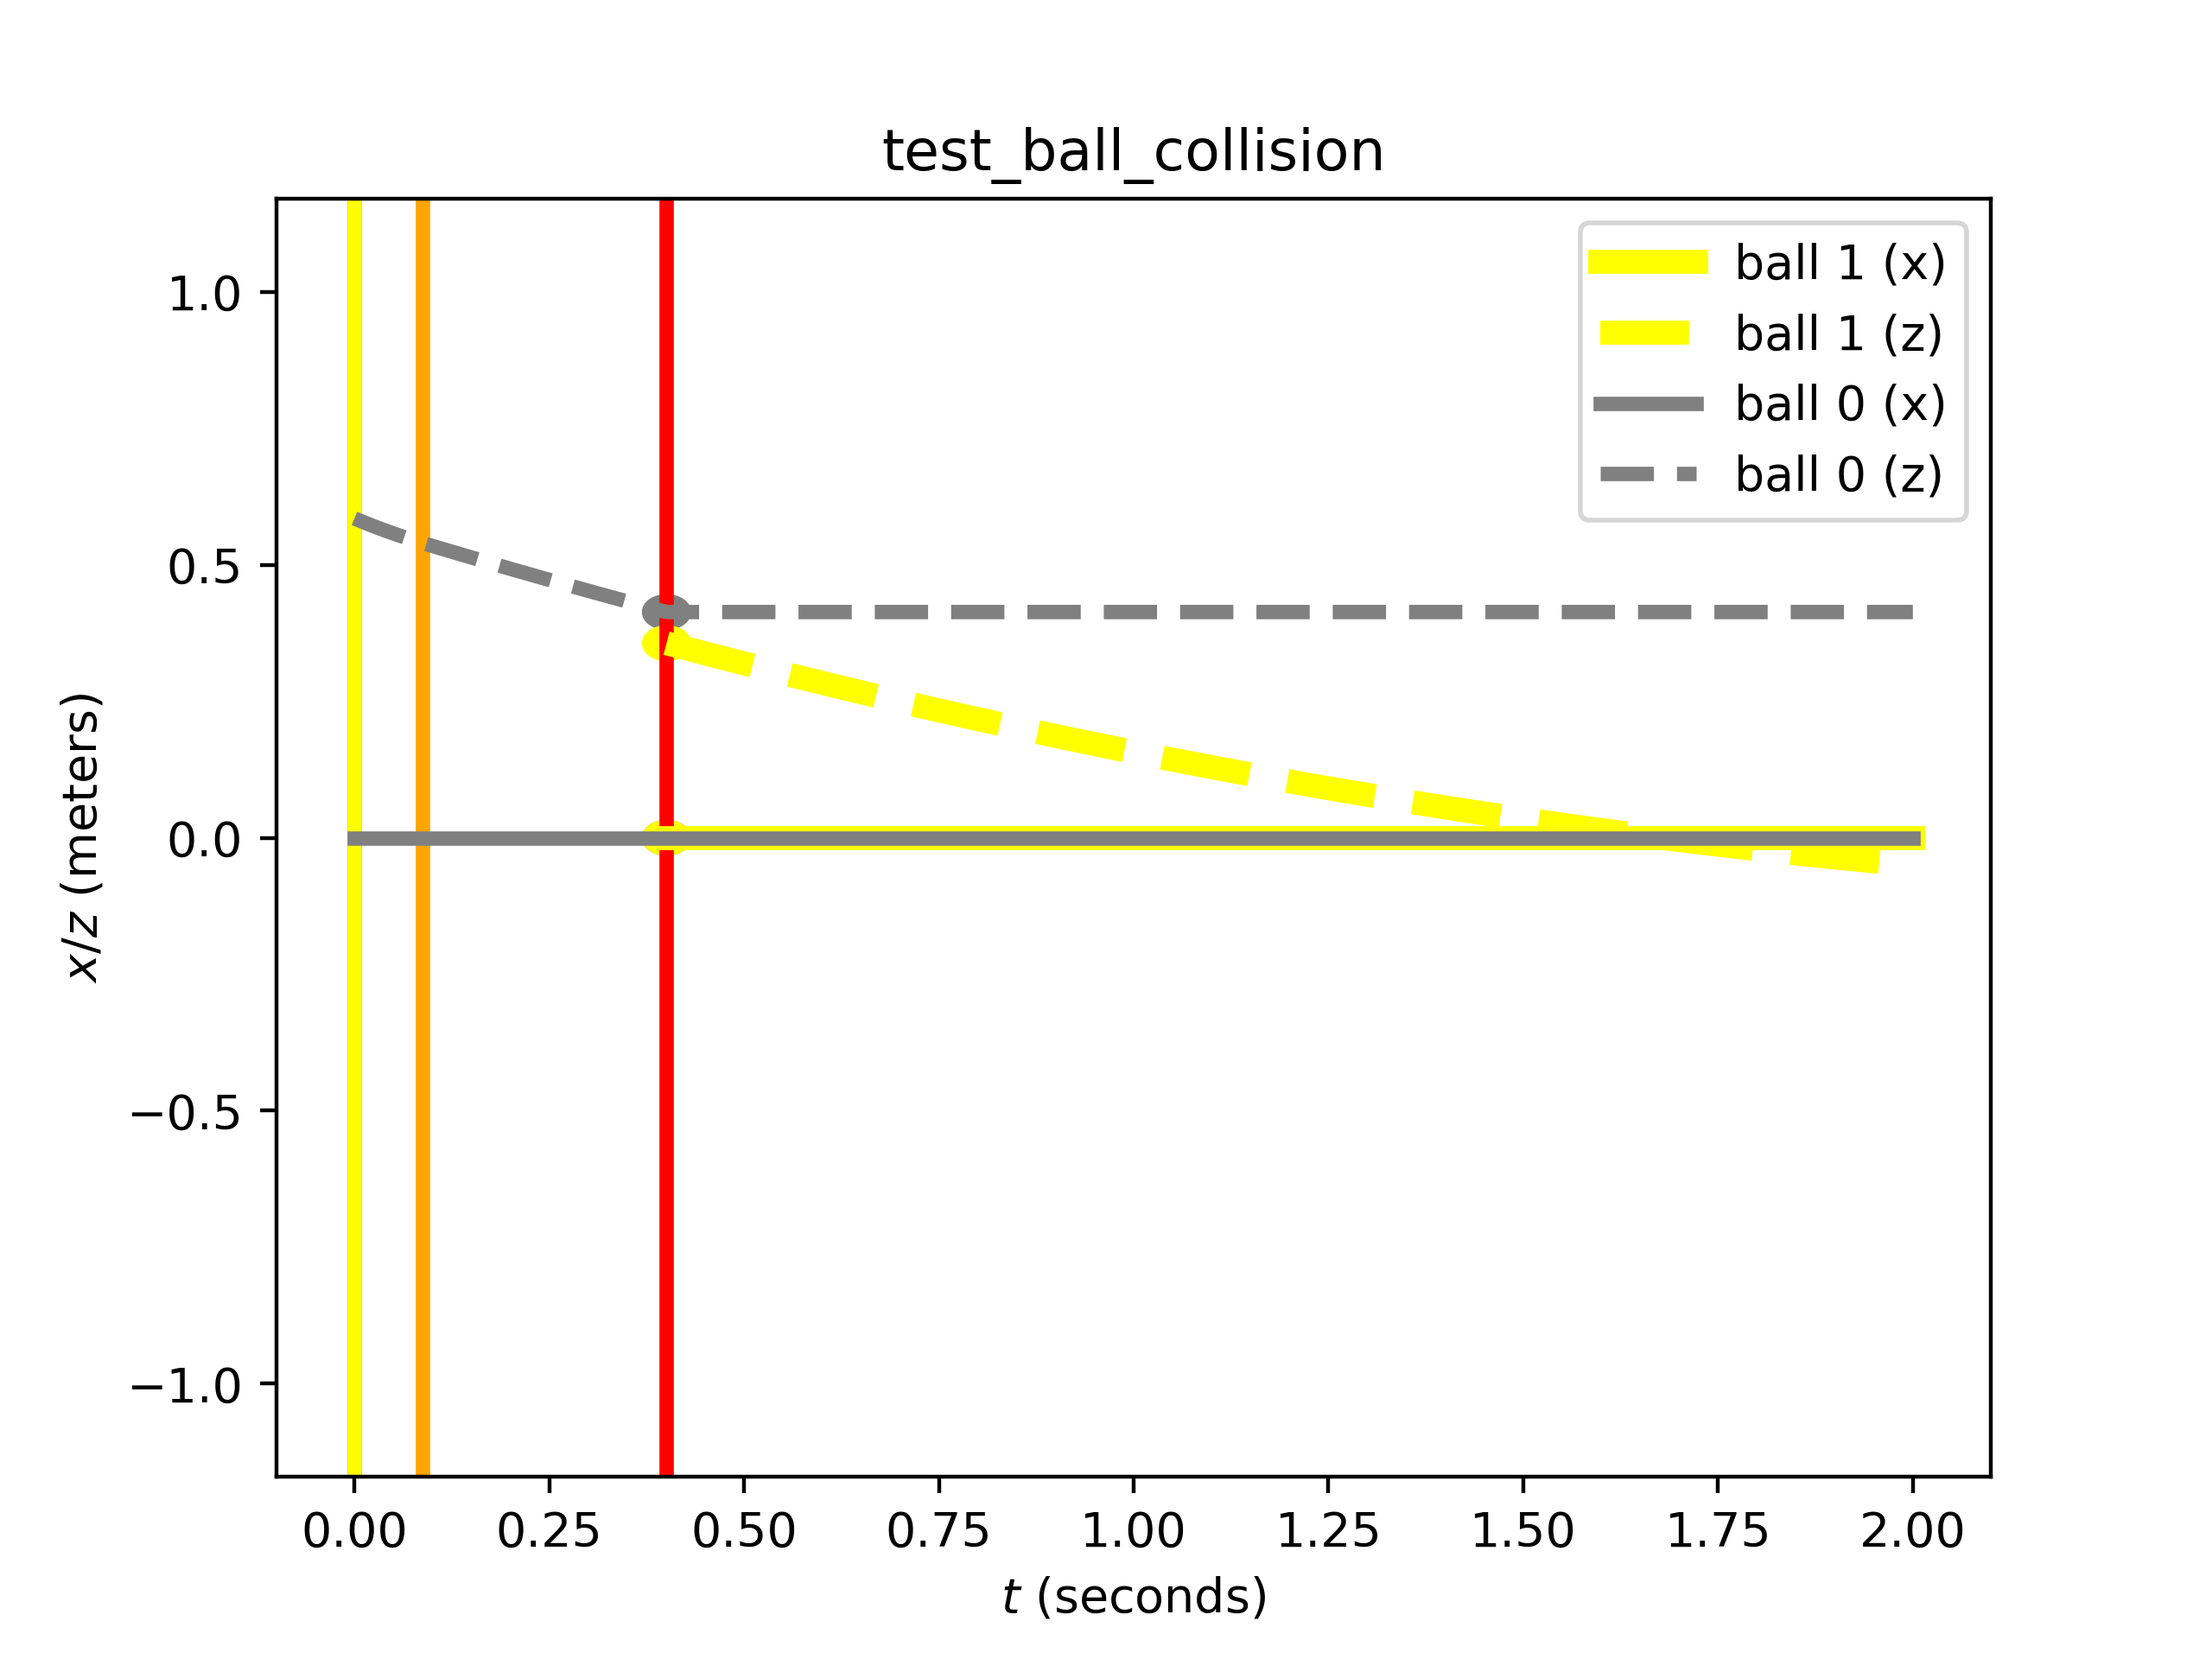 test_ball_collision
ball 1 (x)
ball 1 (z)
ball 0 (x)
ball 0 (z)
1.0
0.5
0.0
−0.5
−1.0
x/z (meters)
0.00 0.25 0.50 0.75 1.00 1.25 1.50 1.75 2.00
t (seconds)